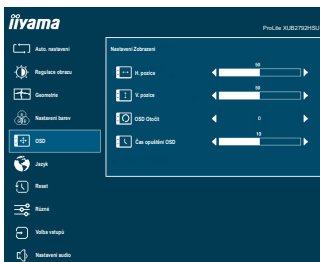 iiyama
ProLite XUB2792HSU
Auto. nastavení
Regulace obrazu
Geometrie
Nastavení barev
OSD
Jazyk
Reset
Různé
Volba vstupů
Nastavení audio
Nastavení Zobrazení
H. pozice
50
V. pozice
50
OSD Otočit
0
Čas opuštění OSD
10